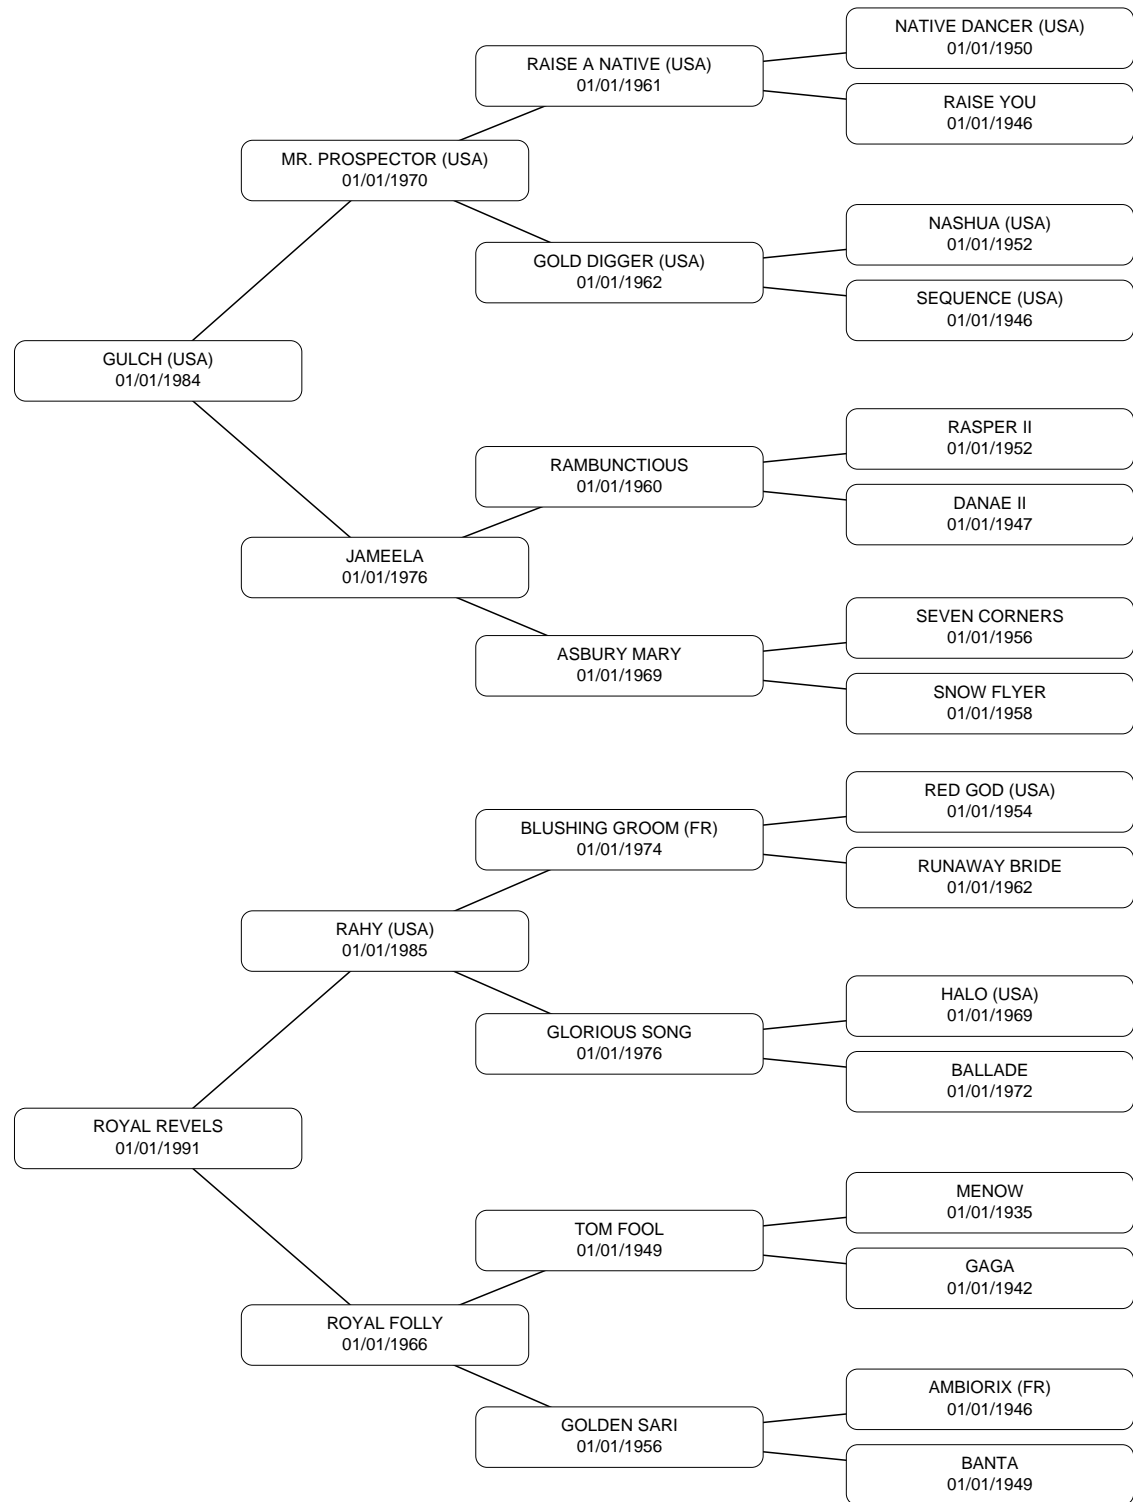 NATIVE DANCER (USA)
01/01/1950
RAISE A NATIVE (USA)
01/01/1961
RAISE YOU
01/01/1946
MR. PROSPECTOR (USA)
01/01/1970
NASHUA (USA)
01/01/1952
GOLD DIGGER (USA)
01/01/1962
SEQUENCE (USA)
01/01/1946
GULCH (USA)
01/01/1984
RASPER II
01/01/1952
RAMBUNCTIOUS
01/01/1960
DANAE II
01/01/1947
JAMEELA
01/01/1976
SEVEN CORNERS
01/01/1956
ASBURY MARY
01/01/1969
SNOW FLYER
01/01/1958
RED GOD (USA)
01/01/1954
BLUSHING GROOM (FR)
01/01/1974
RUNAWAY BRIDE
01/01/1962
RAHY (USA)
01/01/1985
HALO (USA)
01/01/1969
GLORIOUS SONG
01/01/1976
BALLADE
01/01/1972
ROYAL REVELS
01/01/1991
MENOW
01/01/1935
TOM FOOL
01/01/1949
GAGA
01/01/1942
ROYAL FOLLY
01/01/1966
AMBIORIX (FR)
01/01/1946
GOLDEN SARI
01/01/1956
BANTA
01/01/1949